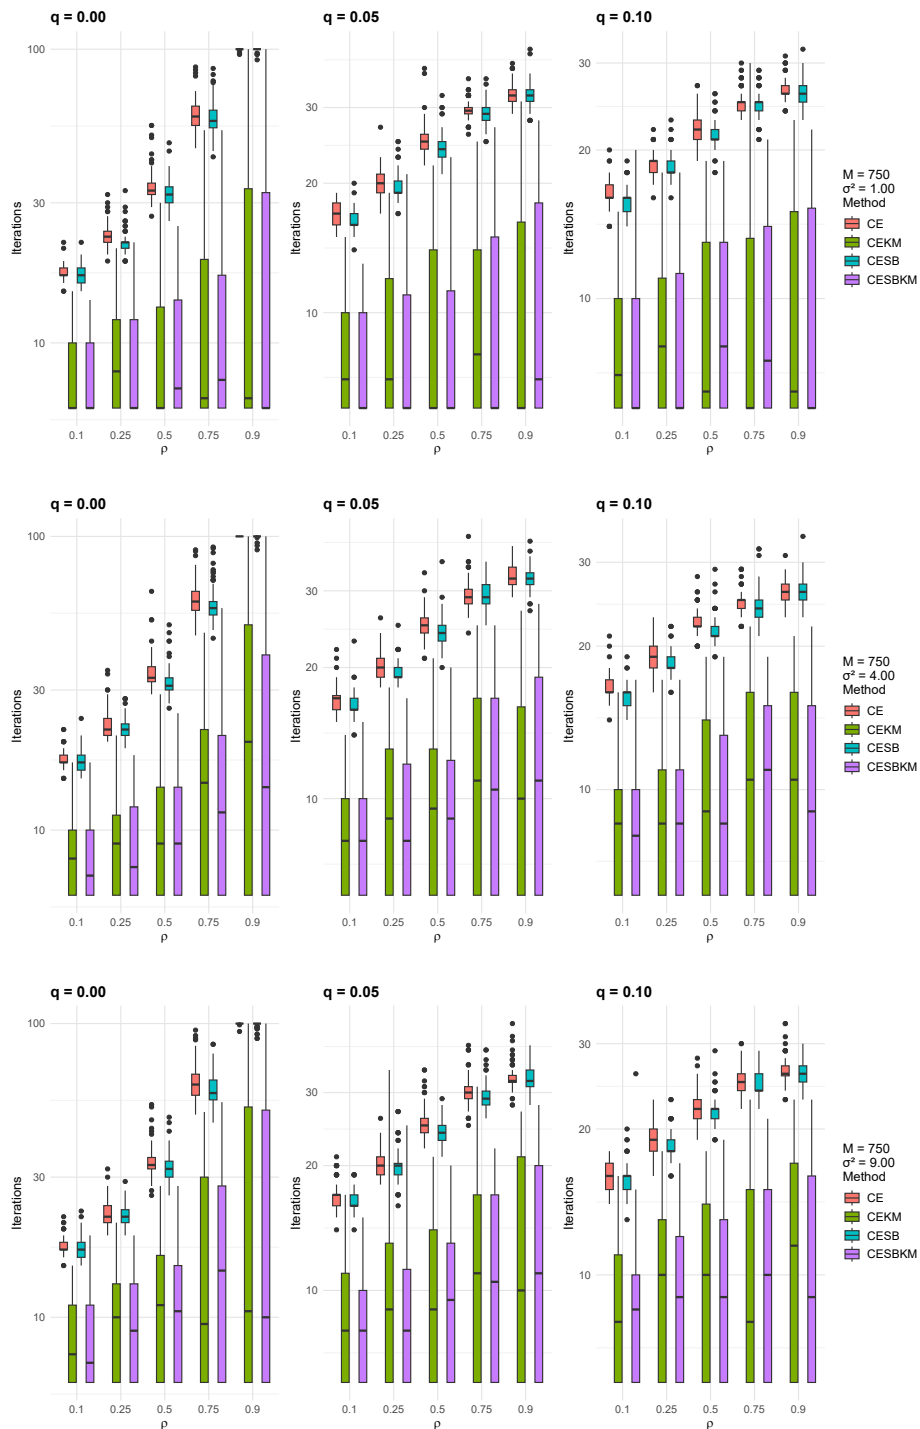 q = 0.00
q = 0.05
q = 0.10
100
30
10
Iterations
0.1 0.25 0.5 0.75 0.9
ρ
30
20
10
Iterations
0.1 0.25 0.5 0.75 0.9
ρ
30
20
10
Iterations
0.1 0.25 0.5 0.75 0.9
ρ
M = 750
σ² = 1.00
Method
CE
CEKM
CESB
CESBKM
q = 0.00
q = 0.05
q = 0.10
100
30
10
Iterations
0.1 0.25 0.5 0.75 0.9
ρ
30
20
10
Iterations
0.1 0.25 0.5 0.75 0.9
ρ
30
20
10
Iterations
0.1 0.25 0.5 0.75 0.9
ρ
M = 750
σ² = 4.00
Method
CE
CEKM
CESB
CESBKM
q = 0.00
q = 0.05
q = 0.10
100
30
10
Iterations
0.1 0.25 0.5 0.75 0.9
ρ
30
20
10
Iterations
0.1 0.25 0.5 0.75 0.9
ρ
30
20
10
Iterations
0.1 0.25 0.5 0.75 0.9
ρ
M = 750
σ² = 9.00
Method
CE
CEKM
CESB
CESBKM